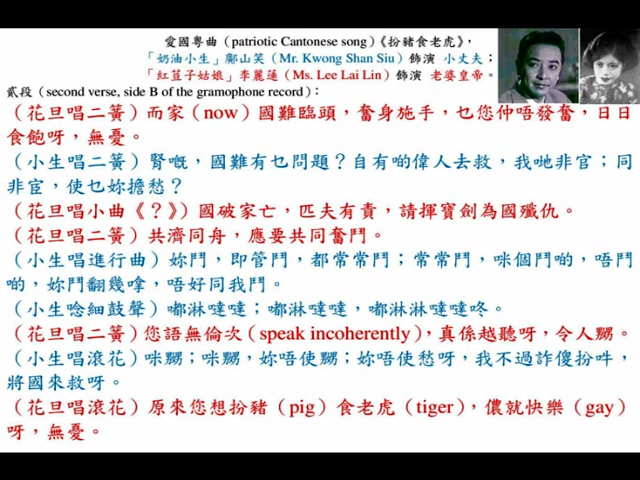 愛國粵曲（patriotic Cantonese song）《扮豬食老虎》，
「奶油小生」鄺山笑（Mr. Kwong Shan Siu）飾演 小丈夫；
「紅荳子姑娘」李麗蓮（Ms. Lee Lai Lin）飾演 老婆皇帝。
貳段（second verse, side B of the gramophone record）：
（花旦唱二簧）而家（now）國難臨頭，奮身施手，乜您仲唔發奮，日日
食飽呀，無憂。
（小生唱二簧）腎嘅，國難有乜問題？自有啲偉人去救，我哋非官；同
非宦，使乜妳擔愁？
（花旦唱小曲《？》）國破家亡，匹夫有責，請揮寶劍為國殲仇。
（花旦唱二簧）共濟同舟，應要共同奮鬥。
（小生唱進行曲）妳鬥，即管鬥，都常常鬥；常常鬥，咪個鬥啲，唔鬥
啲，妳鬥翻幾嗱，唔好同我鬥。
（小生唸細鼓聲）嘟淋噠噠；嘟淋噠噠，嘟淋淋噠噠咚。
（花旦唱二簧）您語無倫次（speak incoherently），真係越聽呀，令人嬲。
（小生唱滾花）咪嬲；咪嬲，妳唔使嬲；妳唔使愁呀，我不過詐傻扮吽，
將國來救呀。
（花旦唱滾花）原來您想扮豬（pig）食老虎（tiger），儂就快樂（gay）
呀，無憂。